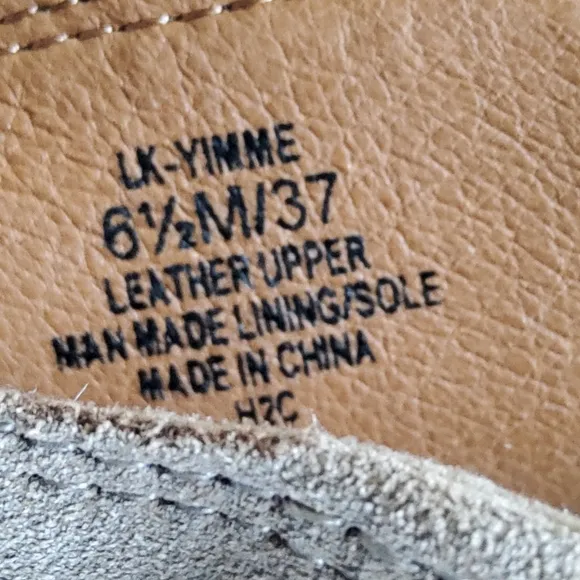 LK-YIMME
6½M/37
LEATHER UPPER
MAN MADE LINING/SOLE
MADE IN CHINA
H2C